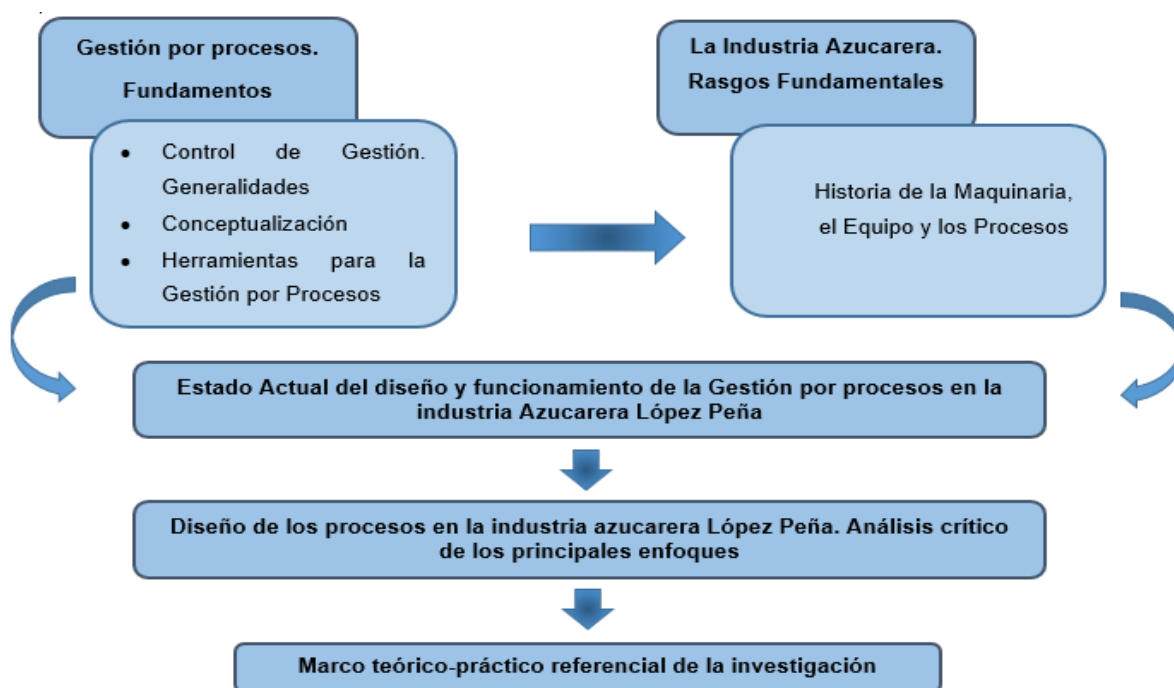 Gestión por procesos.
Fundamentos
● Control de Gestión.
Generalidades
● Conceptualización
● Herramientas para la
Gestión por Procesos
La Industria Azucarera.
Rasgos Fundamentales
Historia de la Maquinaria,
el Equipo y los Procesos
Estado Actual del diseño y funcionamiento de la Gestión por procesos en la
industria Azucarera López Peña
Diseño de los procesos en la industria azucarera López Peña. Análisis crítico
de los principales enfoques
Marco teórico-práctico referencial de la investigación